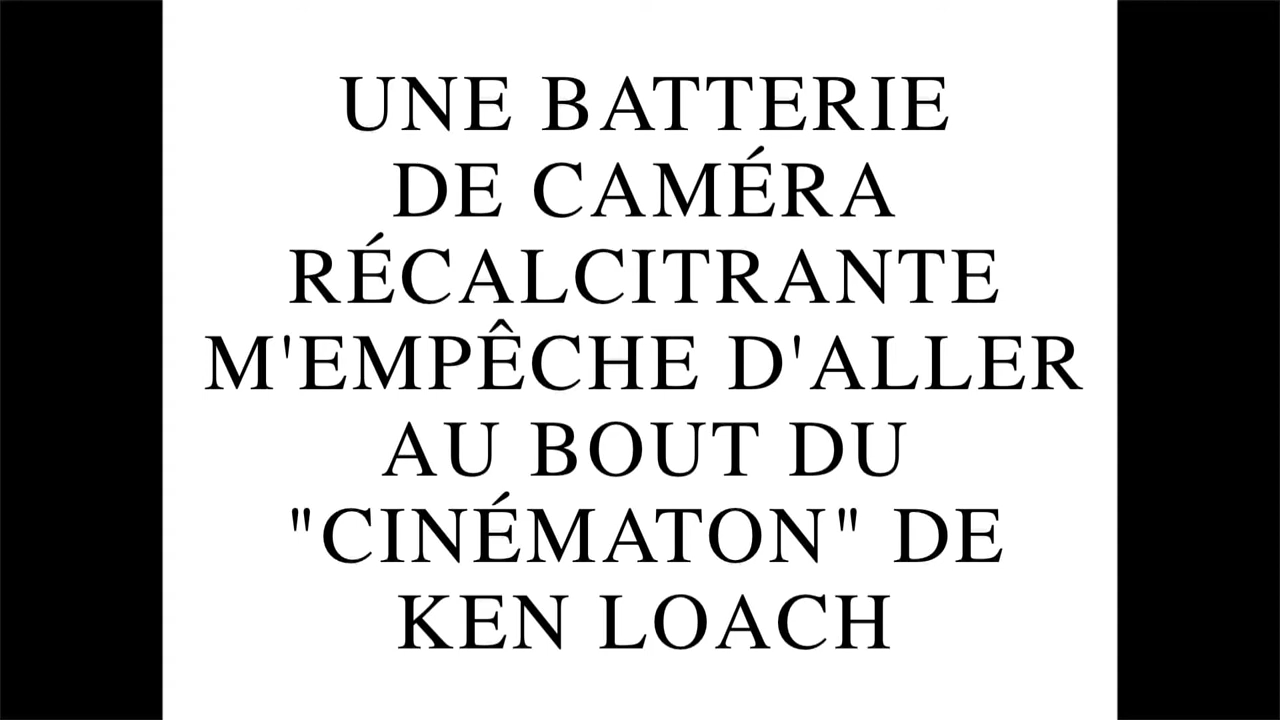 UNE BATTERIE
DE CAMÉRA
RÉCALCITRANTE
M'EMPÊCHE D'ALLER
AU BOUT DU
"CINÉMATON" DE
KEN LOACH